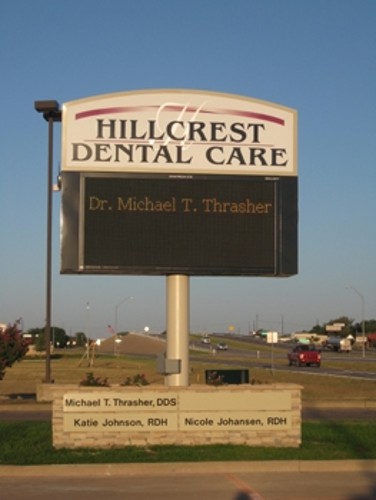 HILLCREST
DENTAL CARE
Dr. Michael T. Thrasher
Michael T. Thrasher, DDS
Katie Johnson, RDH
Nicole Johansen, RDH